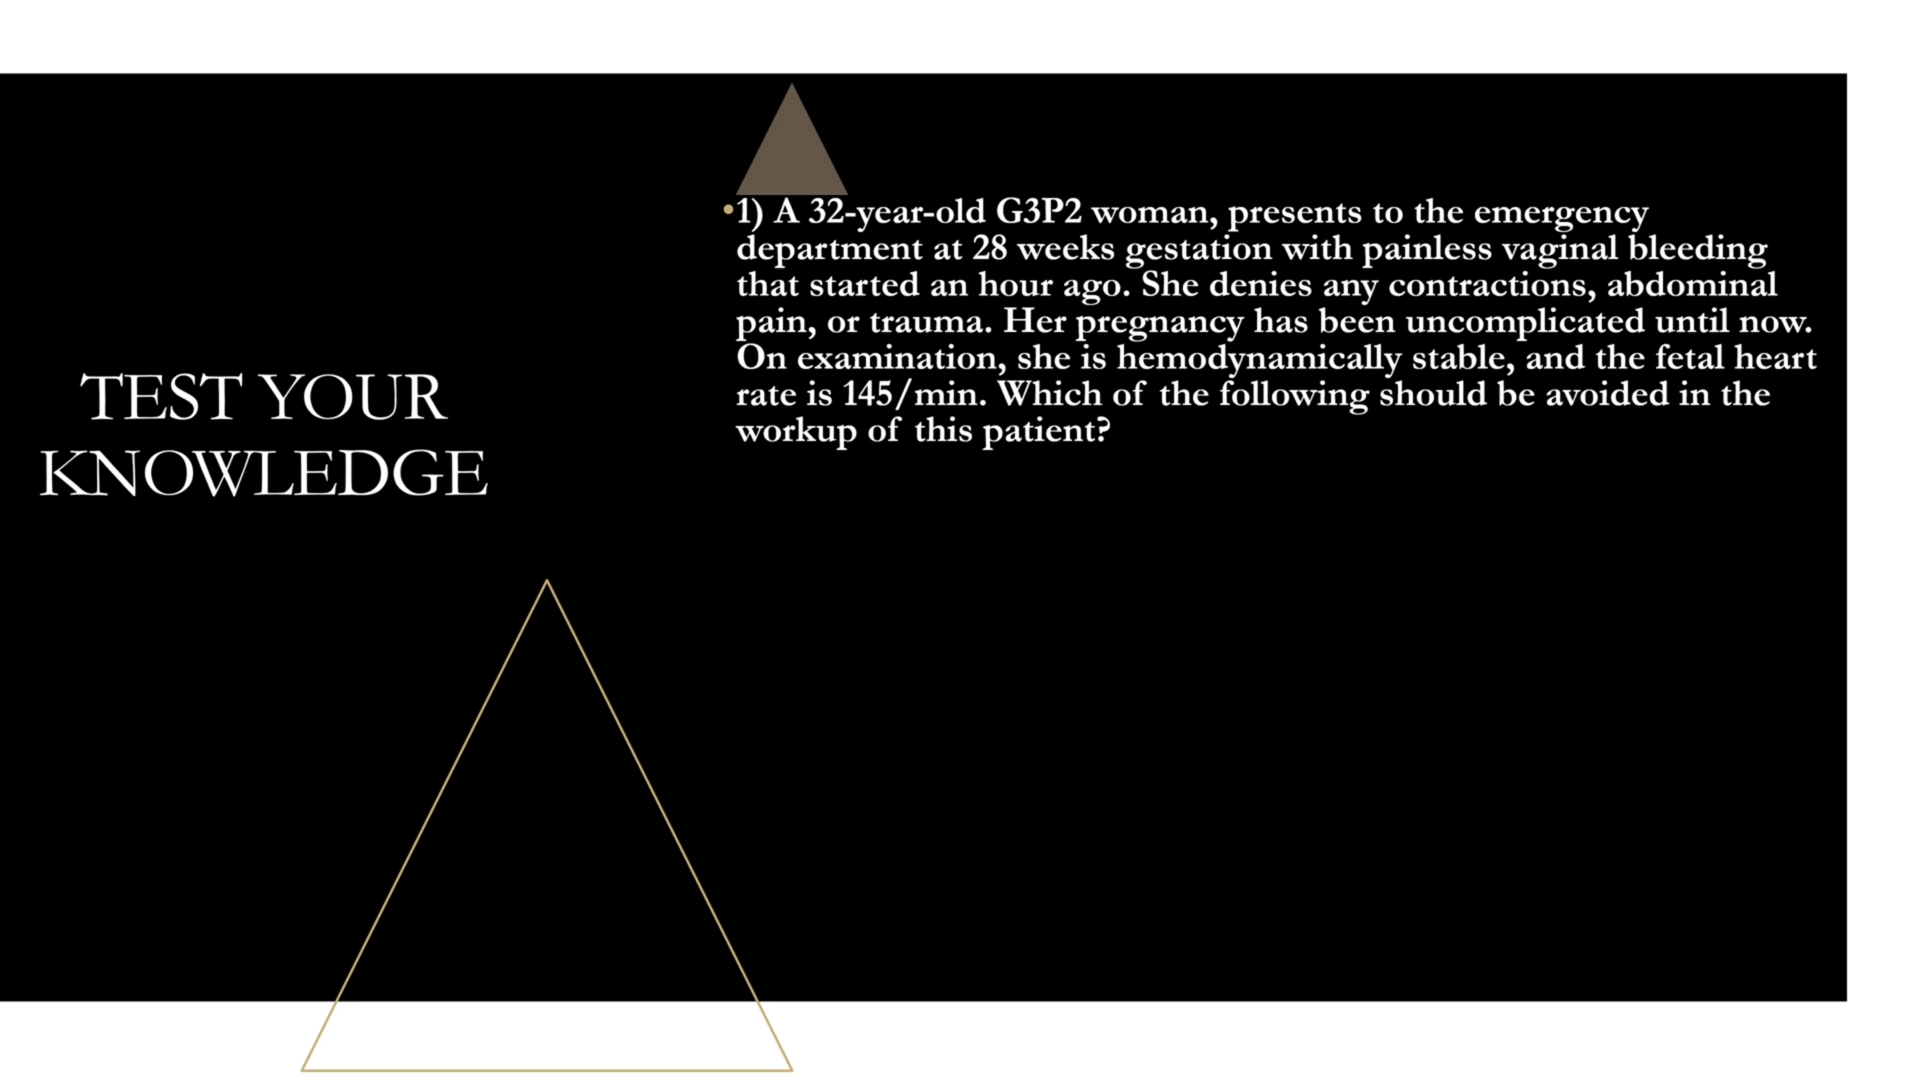 TEST YOUR
KNOWLEDGE
•1) A 32-year-old G3P2 woman, presents to the emergency
department at 28 weeks gestation with painless vaginal bleeding
that started an hour ago. She denies any contractions, abdominal
pain, or trauma. Her pregnancy has been uncomplicated until now.
On examination, she is hemodynamically stable, and the fetal heart
rate is 145/min. Which of the following should be avoided in the
workup of this patient?